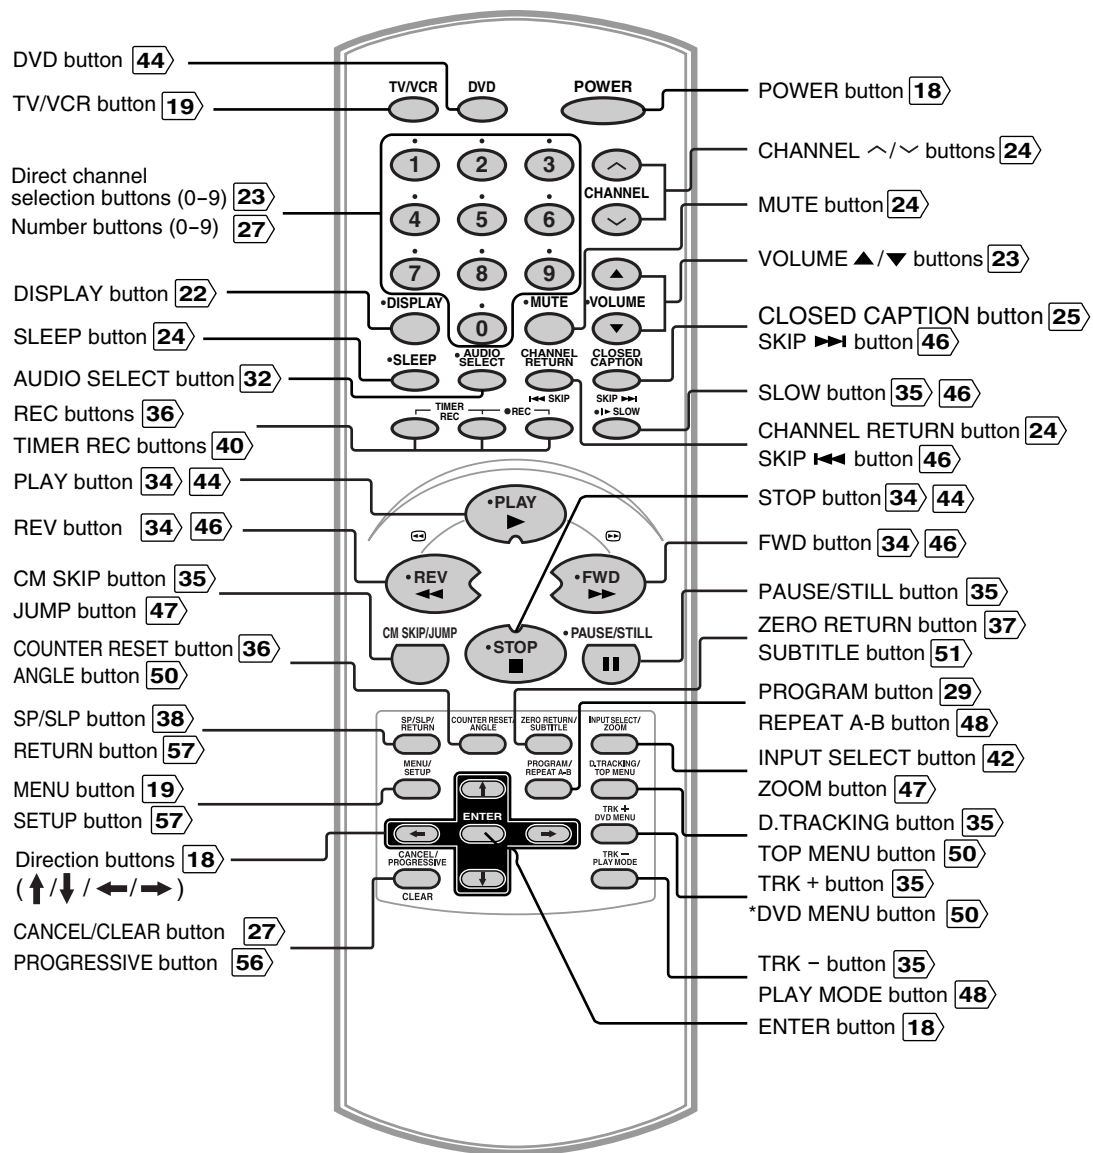 DVD button 44
TV/VCR button 19
Direct channel
selection buttons (0–9) 23
Number buttons (0–9) 27
DISPLAY button 22
SLEEP button 24
AUDIO SELECT button 32
REC buttons 36
TIMER REC buttons 40
PLAY button 34 44
REV button 34 46
CM SKIP button 35
JUMP button 47
COUNTER RESET button 36
ANGLE button 50
SP/SLP button 38
RETURN button 57
MENU button 19
SETUP button 57
Direction buttons 18
(↑/↓ / ←/→)
CANCEL/CLEAR button 27
PROGRESSIVE button 56
TV/VCR DVD POWER
1 2 3
CHANNEL
4 5 6
7 8 9
•DISPLAY •MUTE •VOLUME
▲
0
▼
•SLEEP
• AUDIO
SELECT
CHANNEL
RETURN
CLOSED
CAPTION
⏮ SKIP
SKIP ⏭
TIMER
REC
●REC
•I▶ SLOW
•PLAY
▶
•REV
◀◀
•FWD
▶▶
CM SKIP/JUMP
•STOP
■
•PAUSE/STILL
SP/SLP/
RETURN
COUNTER RESET/
ANGLE
ZERO RETURN/
SUBTITLE
INPUT SELECT/
ZOOM
MENU/
SETUP
PROGRAM/
REPEAT A-B
D.TRACKING/
TOP MENU
ENTER
TRK +
DVD MENU
CANCEL/
PROGRESSIVE
CLEAR
TRK –
PLAY MODE
POWER button 18
CHANNEL ︿/﹀ buttons 24
MUTE button 24
VOLUME ▲/▼ buttons 23
CLOSED CAPTION button 25
SKIP ⏭ button 46
SLOW button 35 46
CHANNEL RETURN button 24
SKIP ⏮ button 46
STOP button 34 44
FWD button 34 46
PAUSE/STILL button 35
ZERO RETURN button 37
SUBTITLE button 51
PROGRAM button 29
REPEAT A-B button 48
INPUT SELECT button 42
ZOOM button 47
D.TRACKING button 35
TOP MENU button 50
TRK + button 35
*DVD MENU button 50
TRK – button 35
PLAY MODE button 48
ENTER button 18